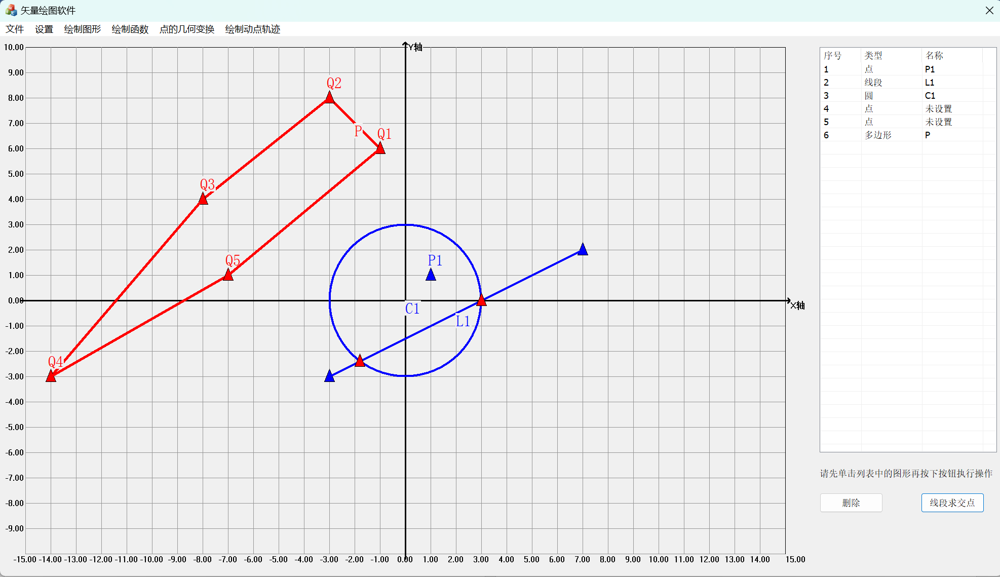 矢量绘图软件
文件 设置 绘制图形 绘制函数 点的几何变换 绘制动点轨迹
Y轴
10.00
9.00
8.00
7.00
6.00
5.00
4.00
3.00
2.00
1.00
0.00
-1.00
-2.00
-3.00
-4.00
-5.00
-6.00
-7.00
-8.00
-9.00
Q2
P
Q1
Q3
Q5
P1
C1
X轴
L1
Q4
-15.00 -14.00 -13.00 -12.00 -11.00 -10.00 -9.00 -8.00 -7.00 -6.00 -5.00 -4.00 -3.00 -2.00 -1.00 0.00 1.00 2.00 3.00 4.00 5.00 6.00 7.00 8.00 9.00 10.00 11.00 12.00 13.00 14.00 15.00
序号 类型 名称
1 点 P1
2 线段 L1
3 圆 C1
4 点 未设置
5 点 未设置
6 多边形 P
请先单击列表中的图形再按下按钮执行操作
删除 线段求交点